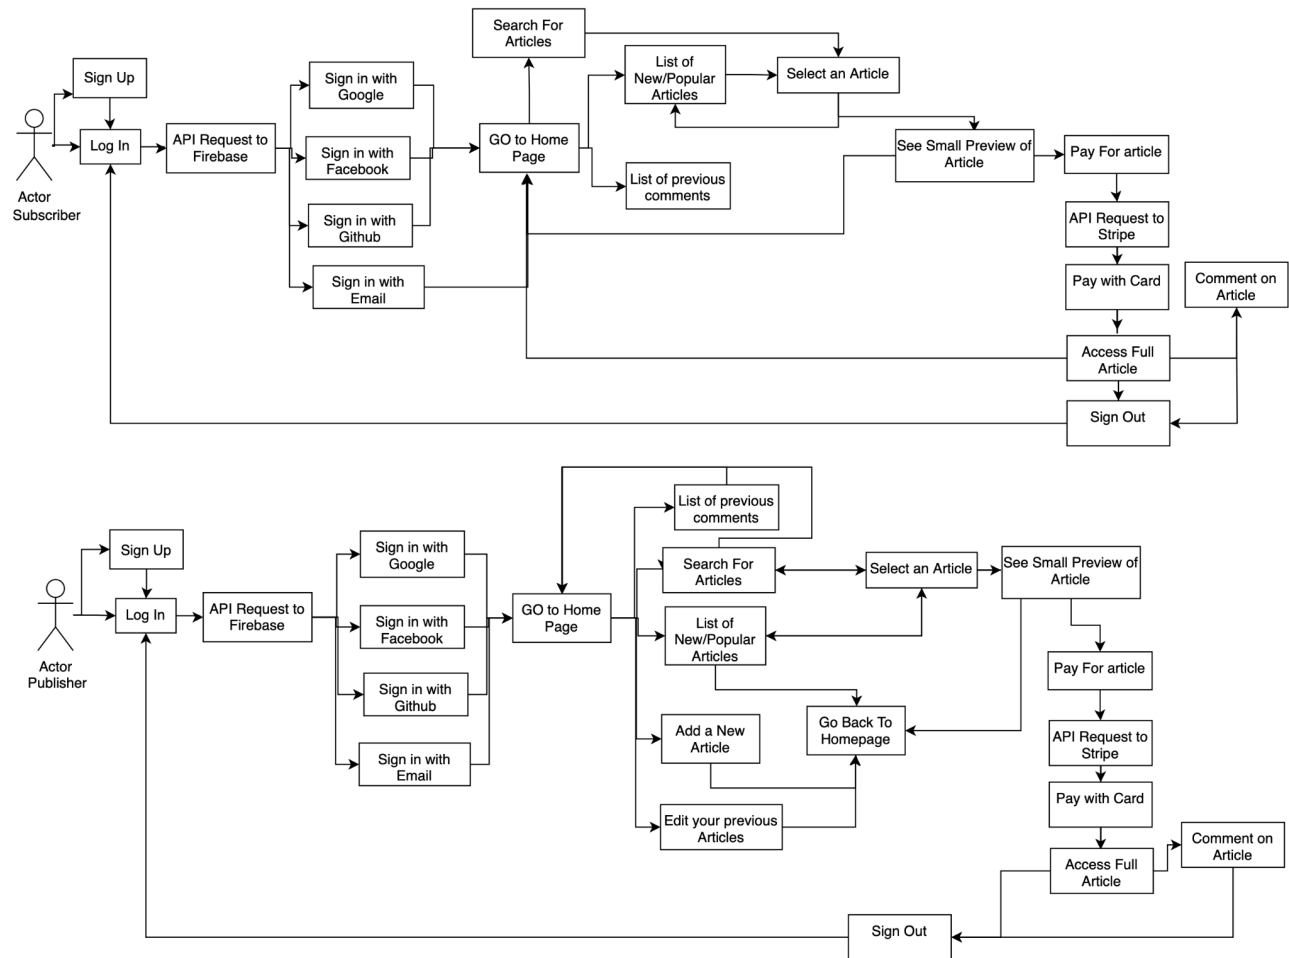 Search For
Articles
Sign Up
Sign in with
Google
List of
New/Popular
Articles
Select an Article
Log In
API Request to
Firebase
Sign in with
Facebook
GO to Home
Page
See Small Preview of
Article
Pay For article
Actor
Subscriber
Sign in with
Github
List of previous
comments
API Request to
Stripe
Sign in with
Email
Pay with Card
Comment on
Article
Access Full
Article
Sign Out
List of previous
comments
Sign Up
Sign in with
Google
Search For
Articles
Select an Article
See Small Preview of
Article
Log In
API Request to
Firebase
Sign in with
Facebook
GO to Home
Page
List of
New/Popular
Articles
Actor
Publisher
Sign in with
Github
Pay For article
Add a New
Article
Go Back To
Homepage
API Request to
Stripe
Sign in with
Email
Pay with Card
Edit your previous
Articles
Comment on
Article
Access Full
Article
Sign Out